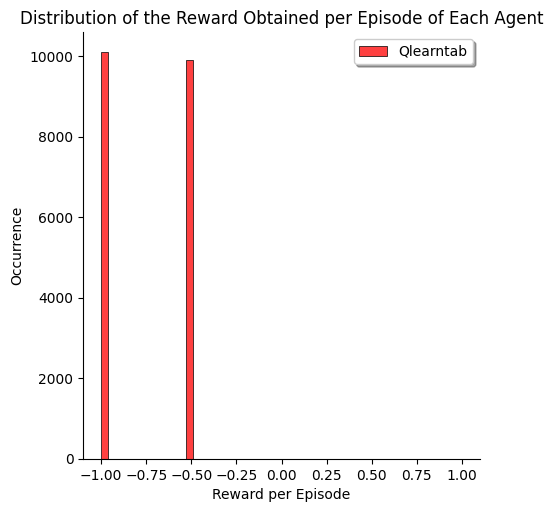 Distribution of the Reward Obtained per Episode of Each Agent
Qlearntab
10000
8000
6000
4000
2000
0
Occurrence
−1.00 −0.75 −0.50 −0.25 0.00 0.25 0.50 0.75 1.00
Reward per Episode